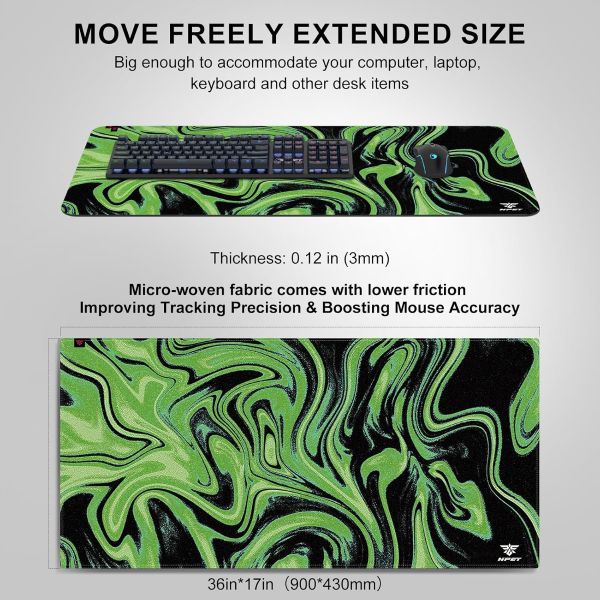 MOVE FREELY EXTENDED SIZE
Big enough to accommodate your computer, laptop,
keyboard and other desk items
NPET
Thickness: 0.12 in (3mm)
Micro-woven fabric comes with lower friction
Improving Tracking Precision & Boosting Mouse Accuracy
NPET
36in*17in（900*430mm）